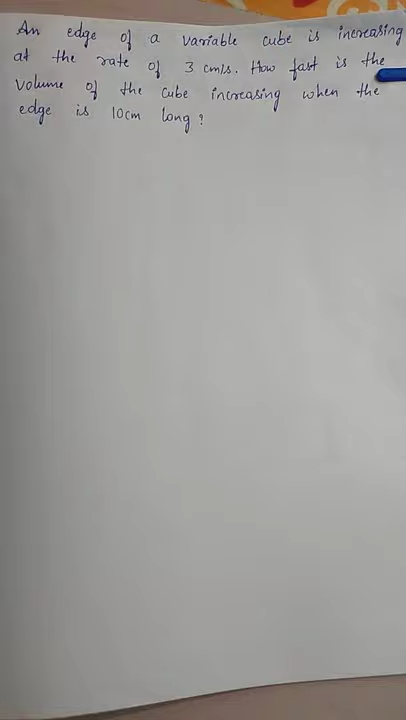 An edge of a variable cube is increasing
at the rate of 3 cm/s. How fast is the
volume of the cube increasing when the
edge is 10cm long?